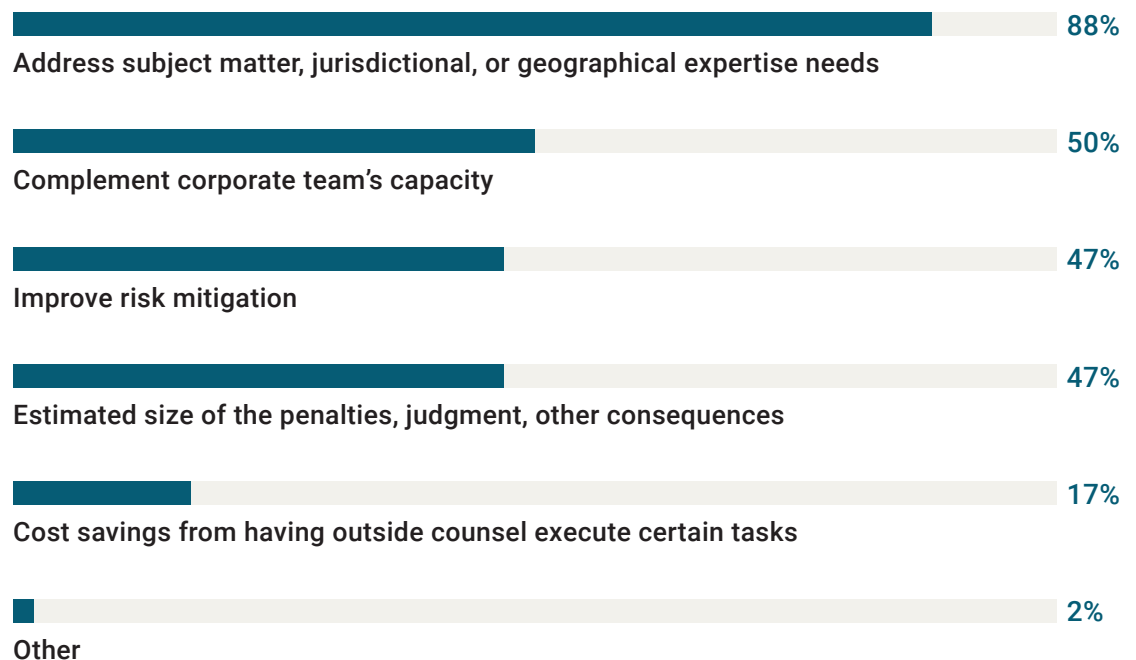 88%
Address subject matter, jurisdictional, or geographical expertise needs
50%
Complement corporate team’s capacity
47%
Improve risk mitigation
47%
Estimated size of the penalties, judgment, other consequences
17%
Cost savings from having outside counsel execute certain tasks
2%
Other